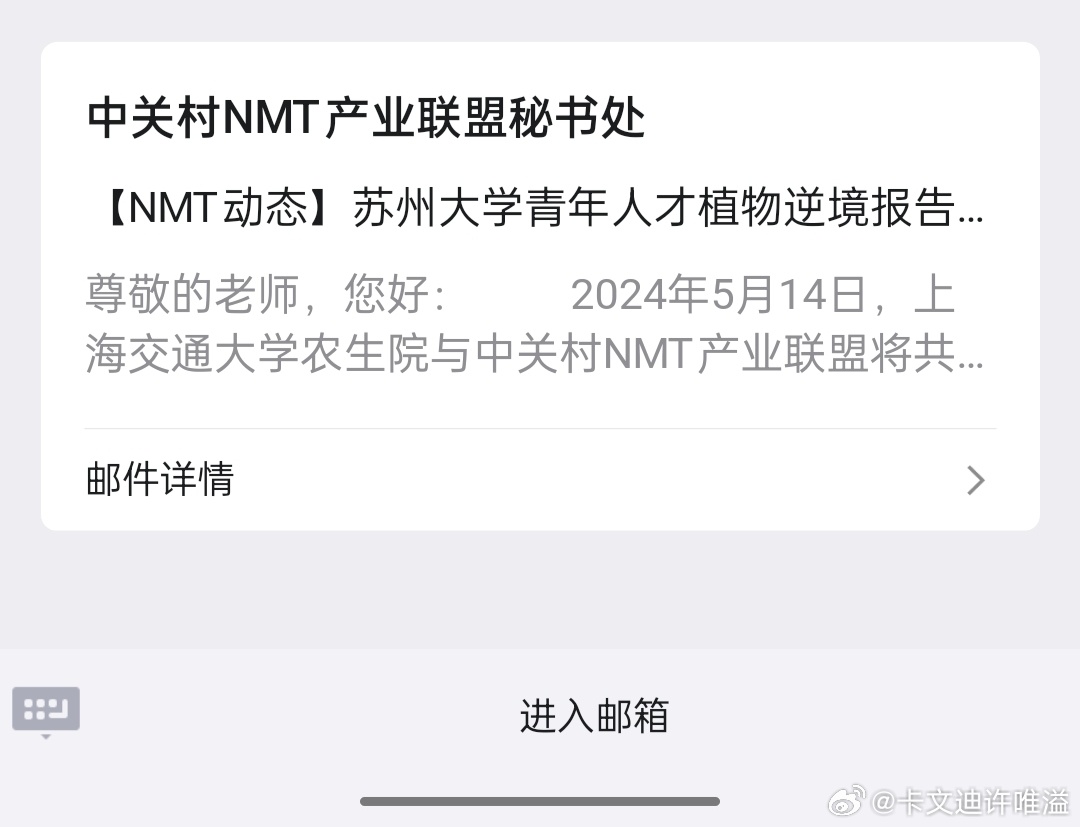 中关村NMT产业联盟秘书处
【NMT动态】苏州大学青年人才植物逆境报告...
尊敬的老师，您好： 2024年5月14日，上
海交通大学农生院与中关村NMT产业联盟将共...
邮件详情
进入邮箱
@卡文迪许唯溢